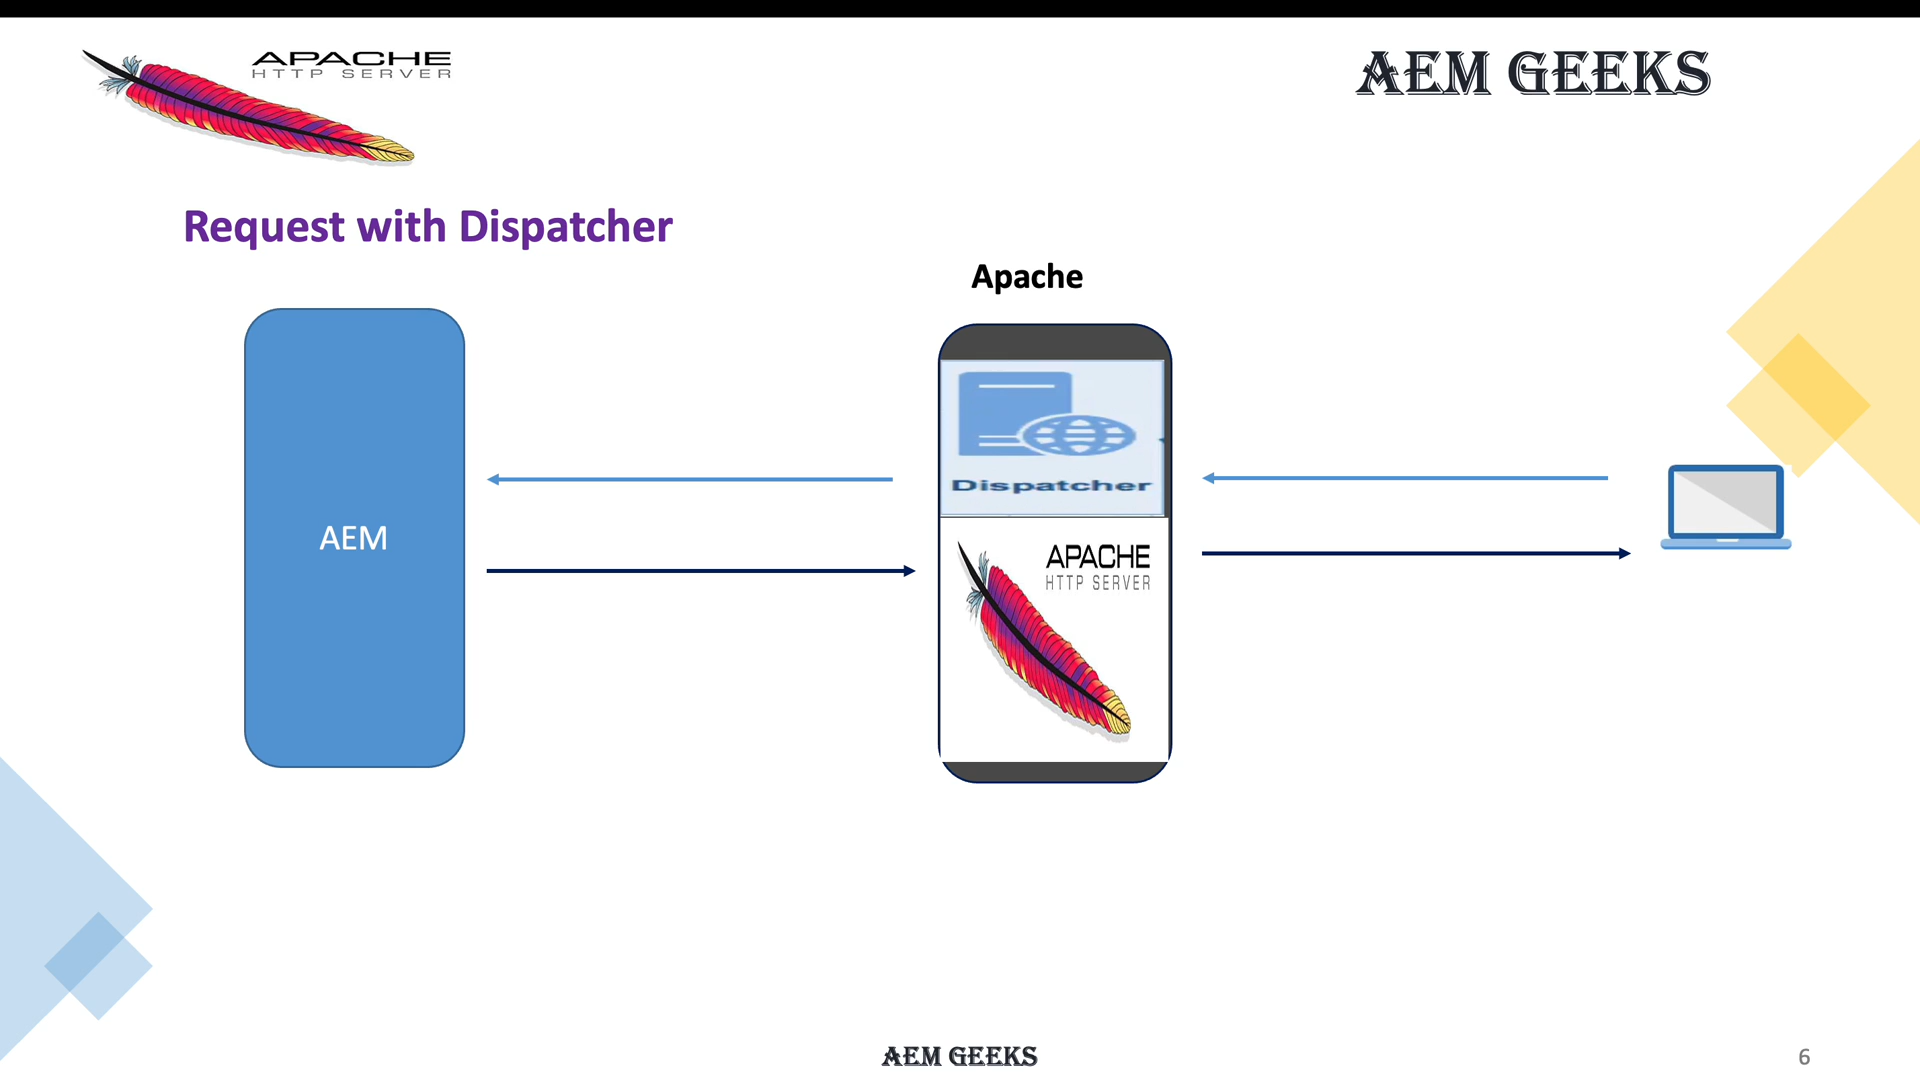 APACHE
HTTP SERVER
AEM GEEKS
Request with Dispatcher
Apache
Dispatcher
AEM
APACHE
HTTP SERVER
AEM GEEKS
6